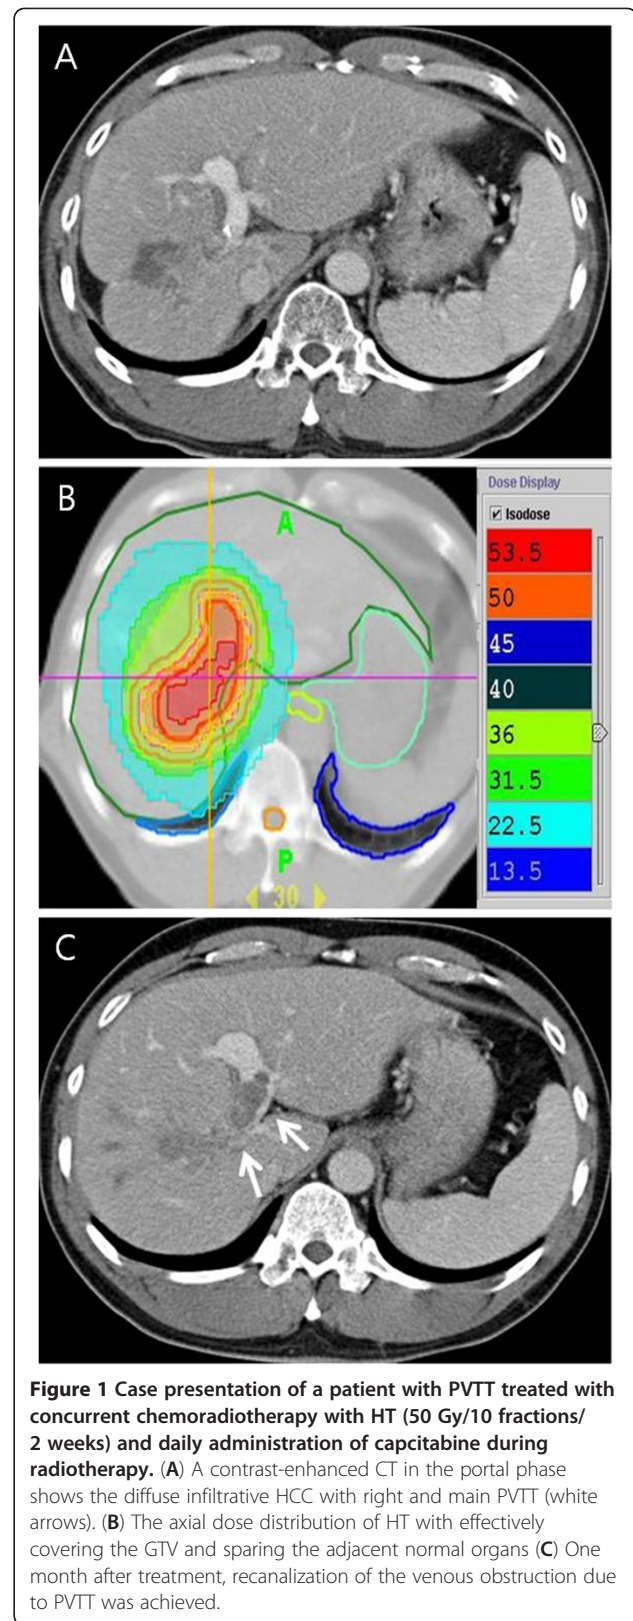 A
B
A
P
30
Dose Display
Isodose
53.5
50
45
40
36
31.5
22.5
13.5
C
Figure 1 Case presentation of a patient with PVTT treated with
concurrent chemoradiotherapy with HT (50 Gy/10 fractions/
2 weeks) and daily administration of capcitabine during
radiotherapy. (A) A contrast-enhanced CT in the portal phase
shows the diffuse infiltrative HCC with right and main PVTT (white
arrows). (B) The axial dose distribution of HT with effectively
covering the GTV and sparing the adjacent normal organs (C) One
month after treatment, recanalization of the venous obstruction due
to PVTT was achieved.